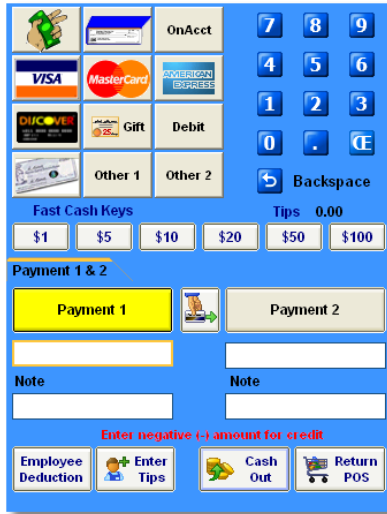 OnAcct
7 8 9
VISA MasterCard AMERICAN EXPRESS
4 5 6
DISCOVER Gift Debit
1 2 3
0 . Œ
Other 1 Other 2
Backspace
Fast Cash Keys Tips 0.00
$1 $5 $10 $20 $50 $100
Payment 1 & 2
Payment 1 Payment 2
Note Note
Enter negative (-) amount for credit
Employee Deduction
Enter Tips
Cash Out
Return POS